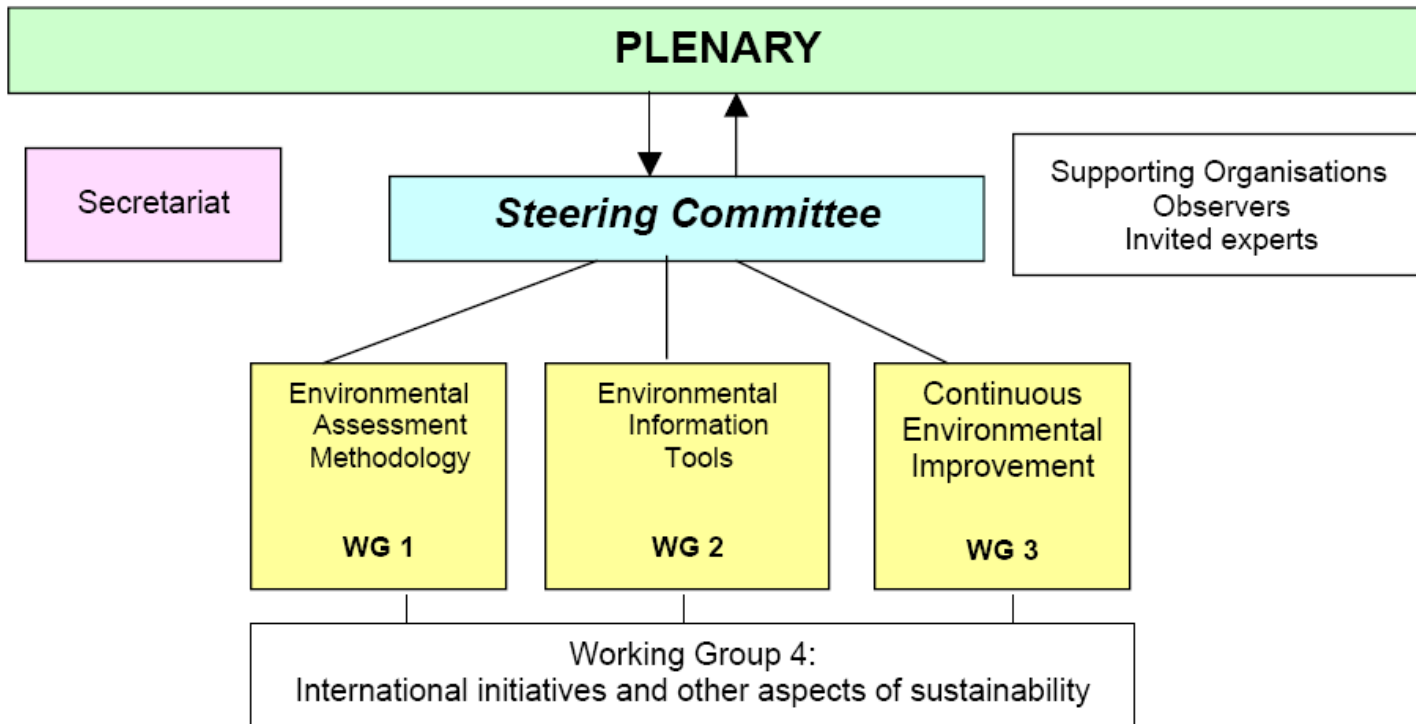 PLENARY
Secretariat
Steering Committee
Supporting Organisations
Observers
Invited experts
Environmental
Assessment
Methodology
WG 1
Environmental
Information
Tools
WG 2
Continuous
Environmental
Improvement
WG 3
Working Group 4:
International initiatives and other aspects of sustainability